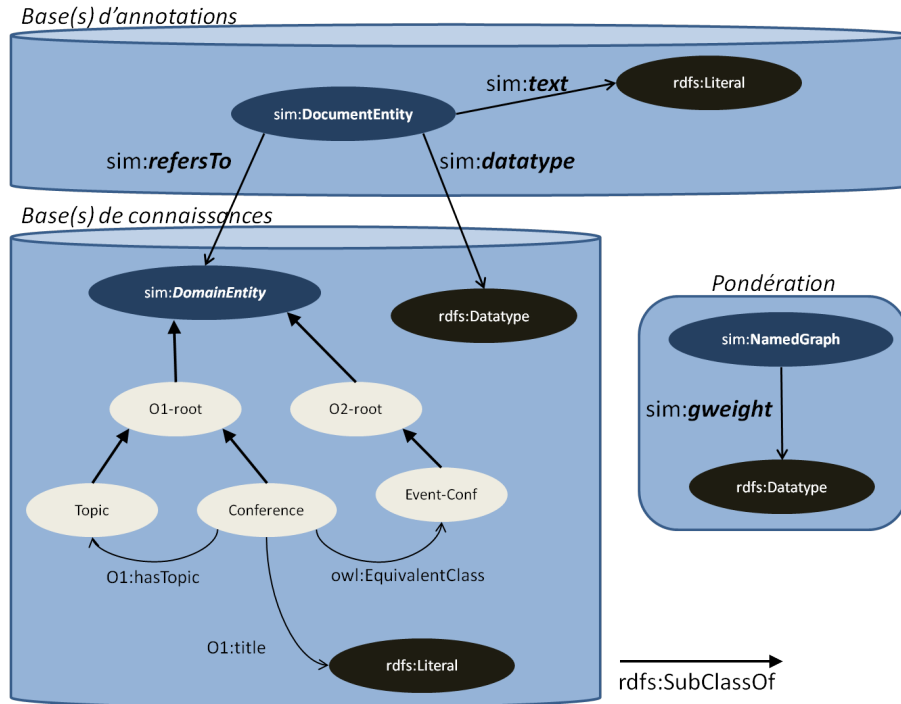 Base(s) d'annotations
sim:text
rdfs:Literal
sim:DocumentEntity
sim:refersTo
sim:datatype
Base(s) de connaissances
sim:DomainEntity
rdfs:Datatype
Pondération
sim:NamedGraph
sim:gweight
rdfs:Datatype
O1-root
O2-root
Topic
Conference
Event-Conf
O1:hasTopic
owl:EquivalentClass
O1:title
rdfs:Literal
rdfs:SubClassOf